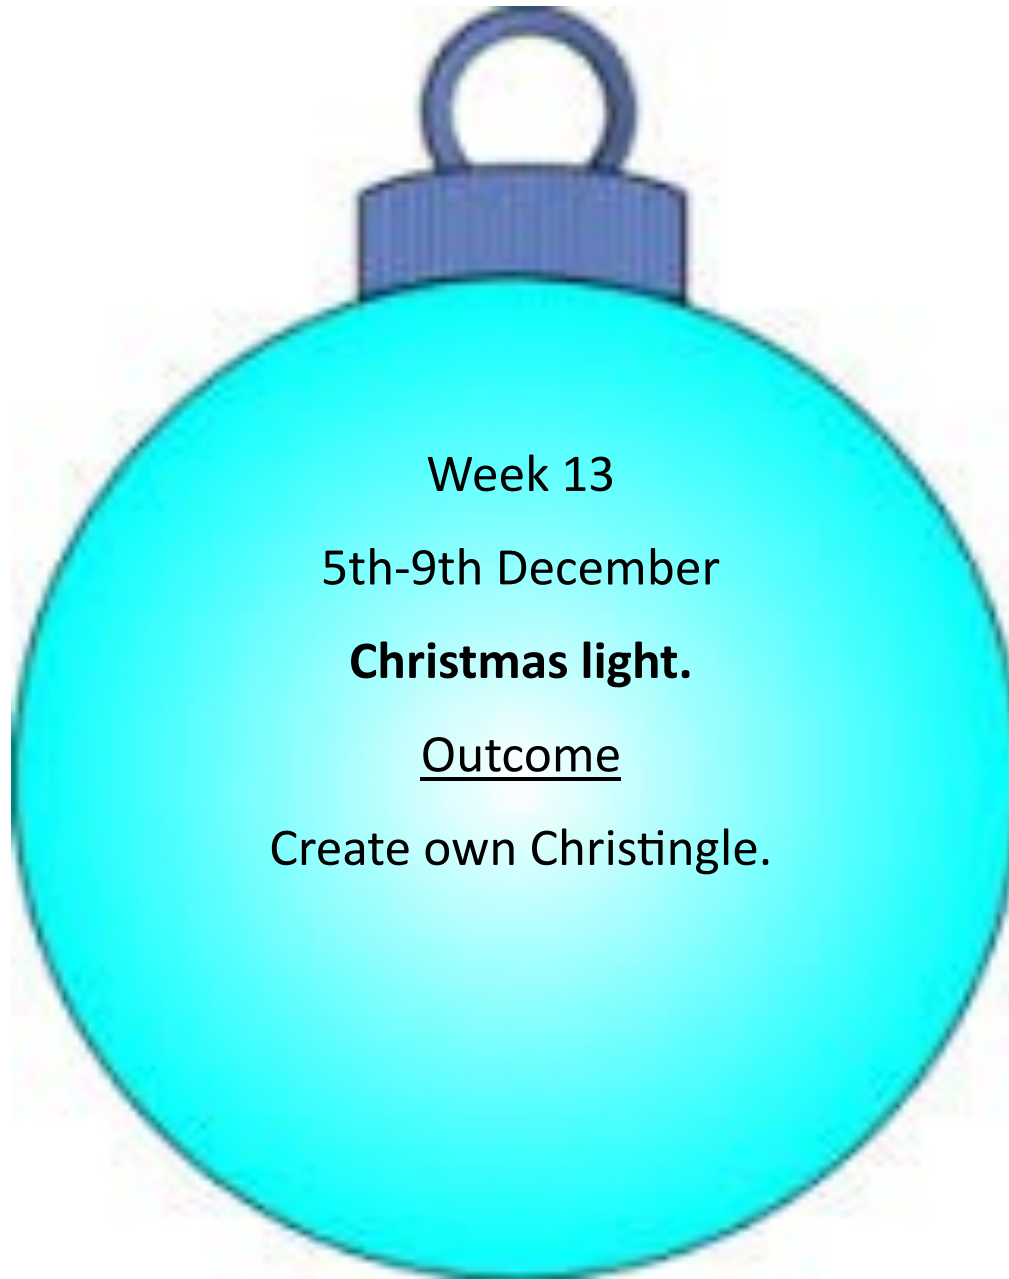 Week 13
5th-9th December
Christmas light.
Outcome
Create own Christingle.